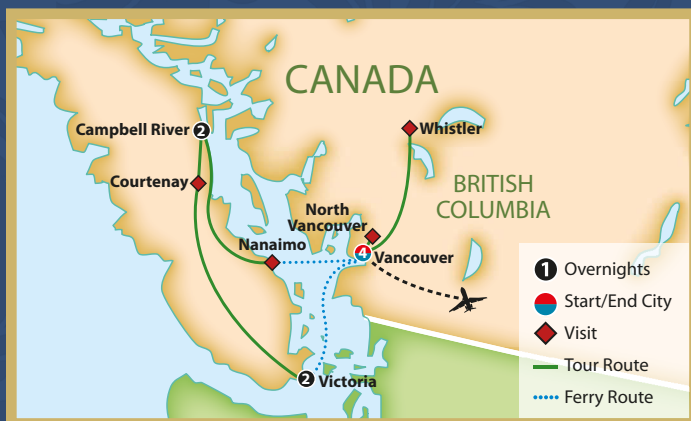 CANADA
Campbell River 2
Whistler
Courtenay
BRITISH
COLUMBIA
North
Vancouver
Nanaimo
4 Vancouver
2 Victoria
1 Overnights
Start/End City
Visit
Tour Route
Ferry Route